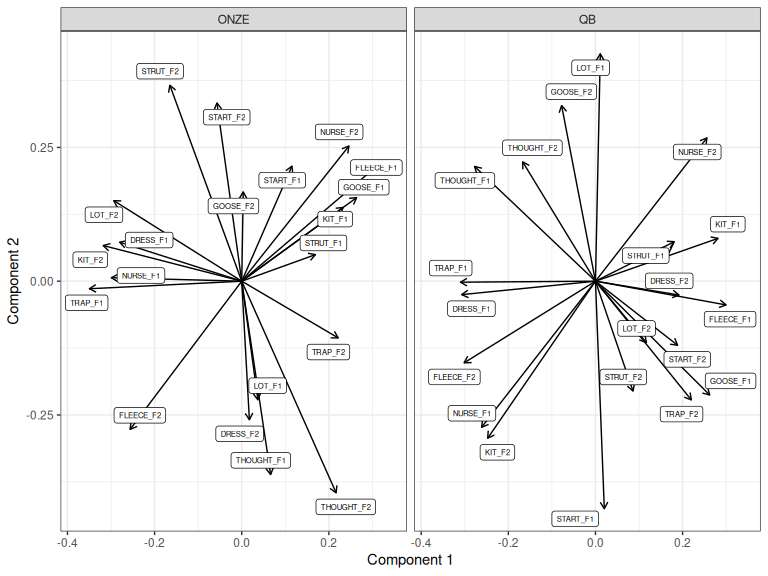 ONZE
QB
STRUT_F2
START_F2
NURSE_F2
FLEECE_F1
START_F1
GOOSE_F1
GOOSE_F2
LOT_F2
KIT_F1
DRESS_F1
STRUT_F1
KIT_F2
NURSE_F1
TRAP_F1
TRAP_F2
LOT_F1
FLEECE_F2
DRESS_F2
THOUGHT_F1
THOUGHT_F2
LOT_F1
GOOSE_F2
THOUGHT_F2
NURSE_F2
THOUGHT_F1
KIT_F1
STRUT_F1
TRAP_F1
DRESS_F2
DRESS_F1
FLEECE_F1
LOT_F2
START_F2
FLEECE_F2
STRUT_F2
GOOSE_F1
NURSE_F1
TRAP_F2
KIT_F2
START_F1
0.25
0.00
-0.25
-0.4 -0.2 0.0 0.2
-0.4 -0.2 0.0 0.2
Component 1
Component 2